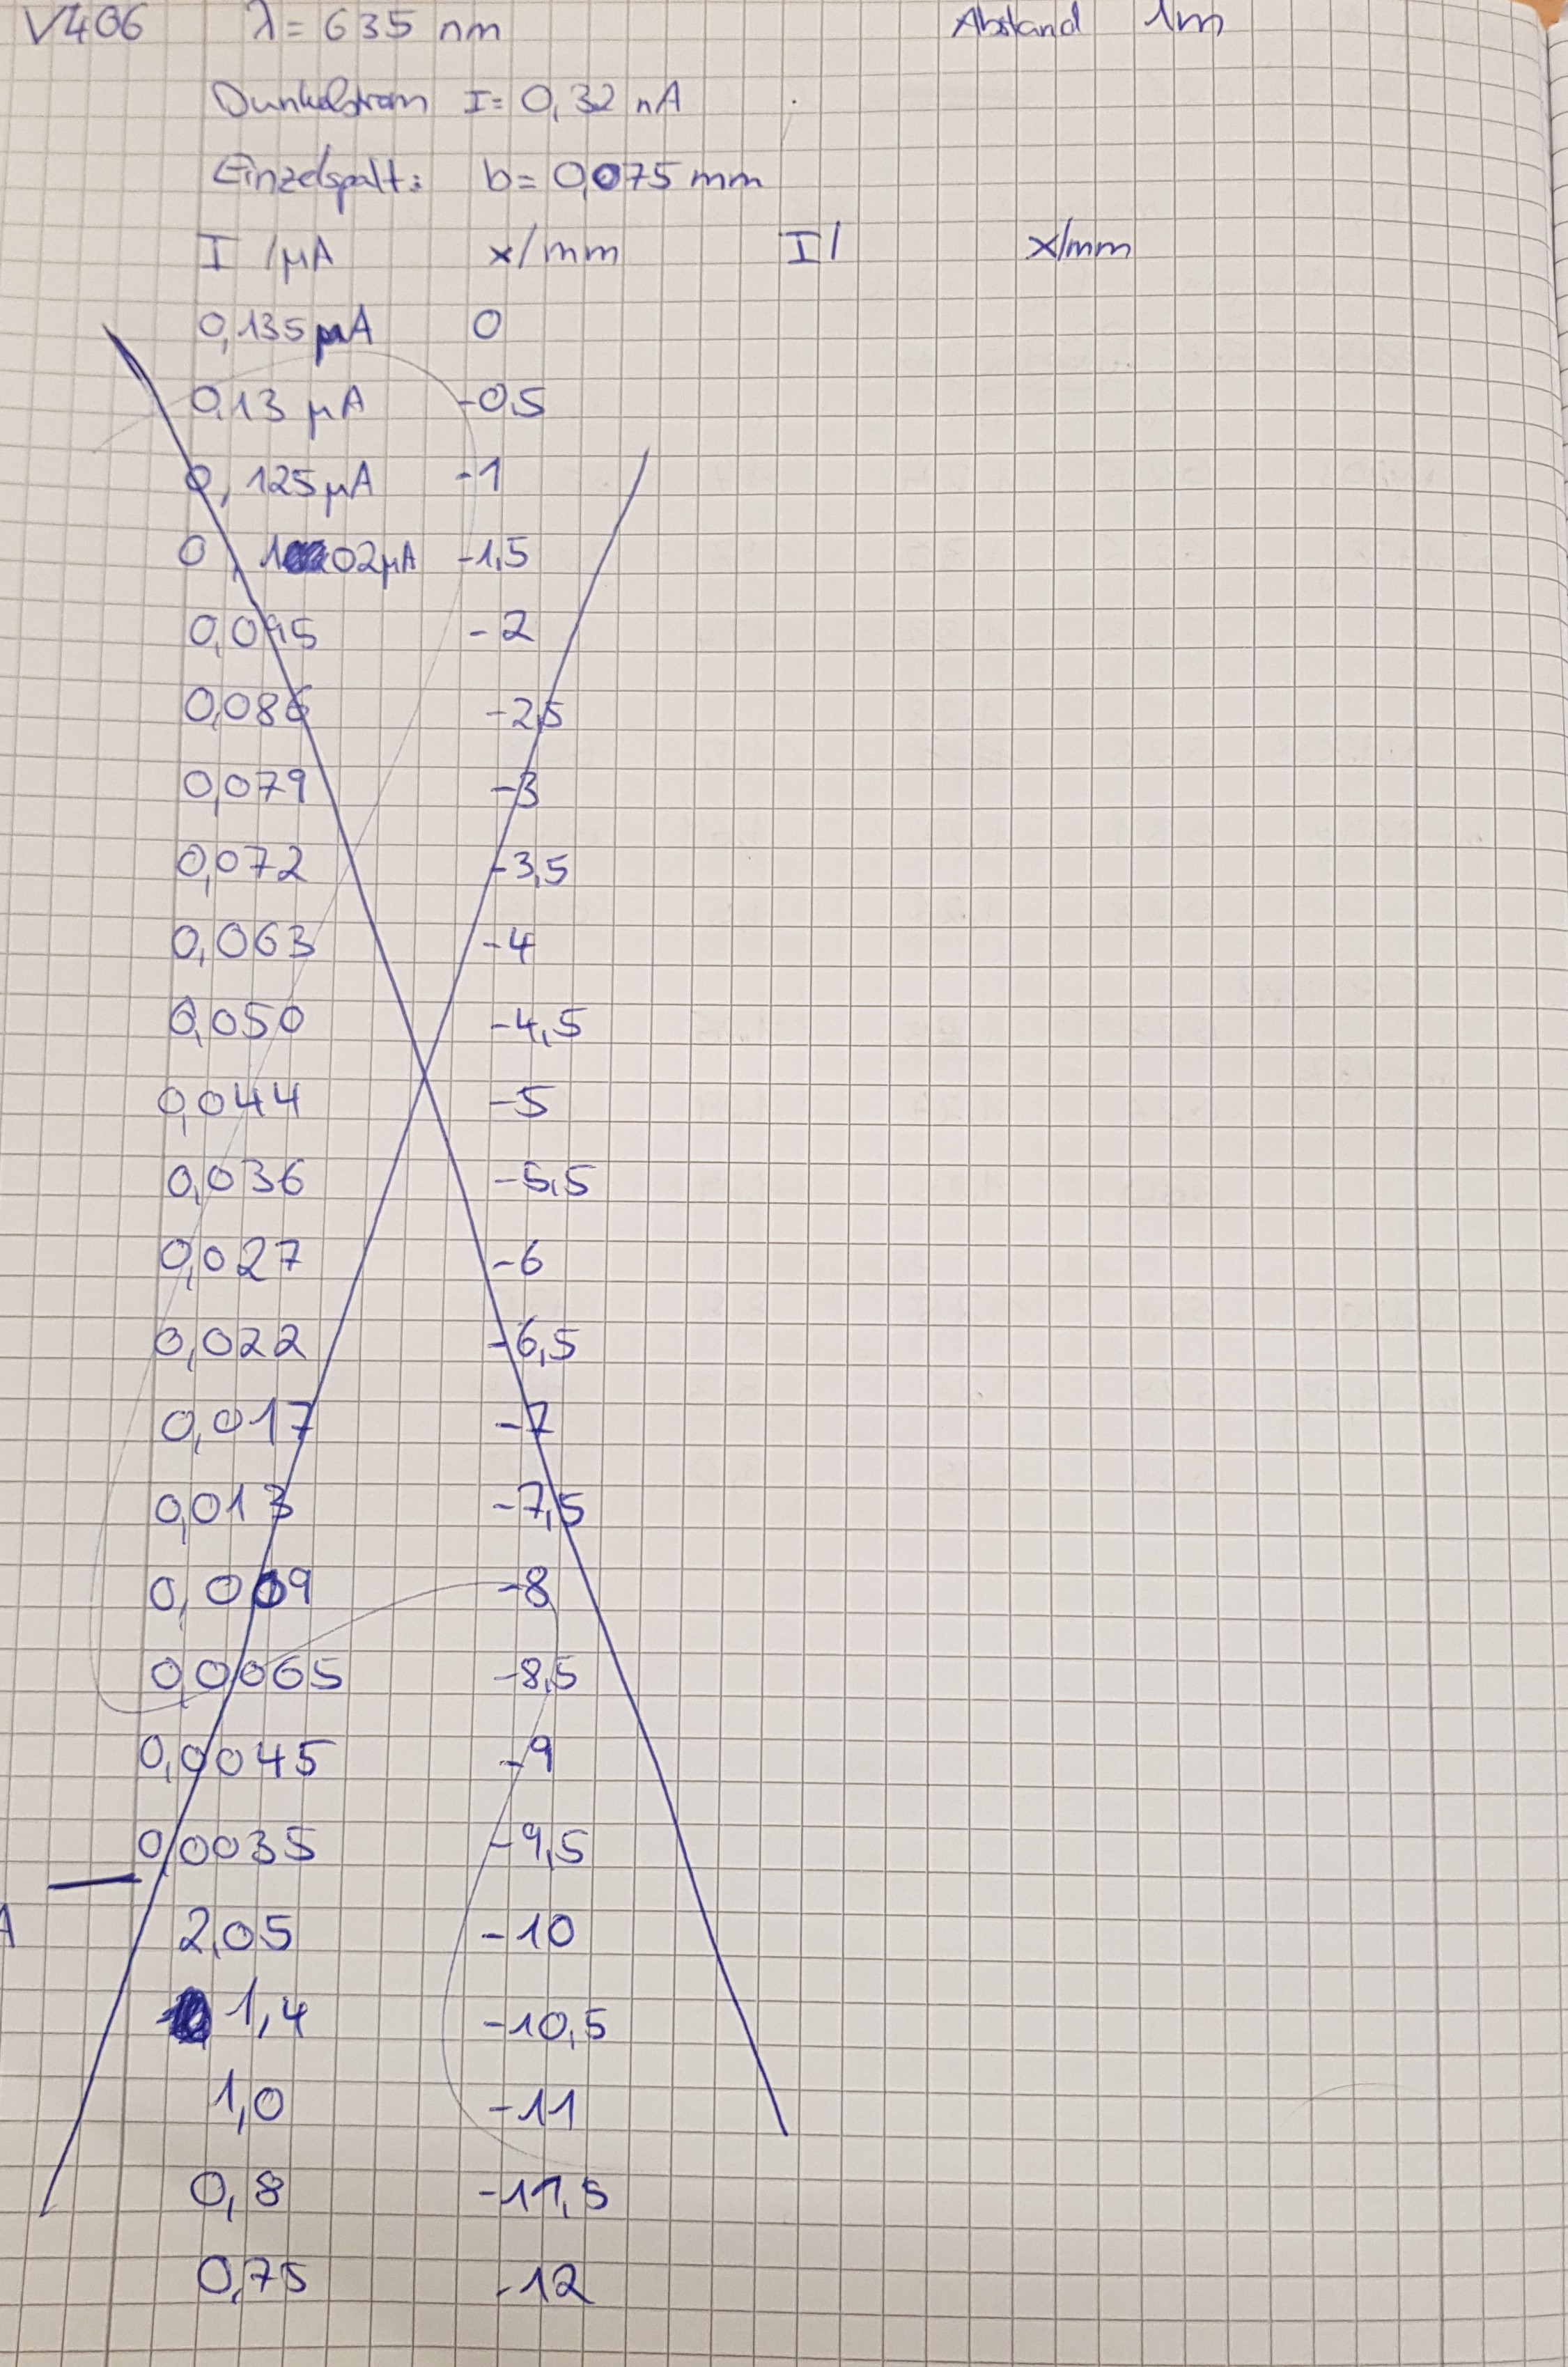 V406 λ = 635 nm Abstand 1m
Dunkelstrom I = 0,32 nA
Einzelspalt: b = 0,075 mm
I /µA x/mm I/ x/mm
0,135 µA 0
0,13 µA -0,5
0,125 µA -1
0,102 µA -1,5
0,095 -2
0,086 -2,5
0,079 -3
0,072 -3,5
0,063 -4
0,050 -4,5
0,044 -5
0,036 -5,5
0,027 -6
0,022 -6,5
0,017 -7
0,013 -7,5
0,009 -8
0,0065 -8,5
0,0045 -9
0,0035 -9,5
A 2,05 -10
1,4 -10,5
1,0 -11
0,8 -11,5
0,75 -12